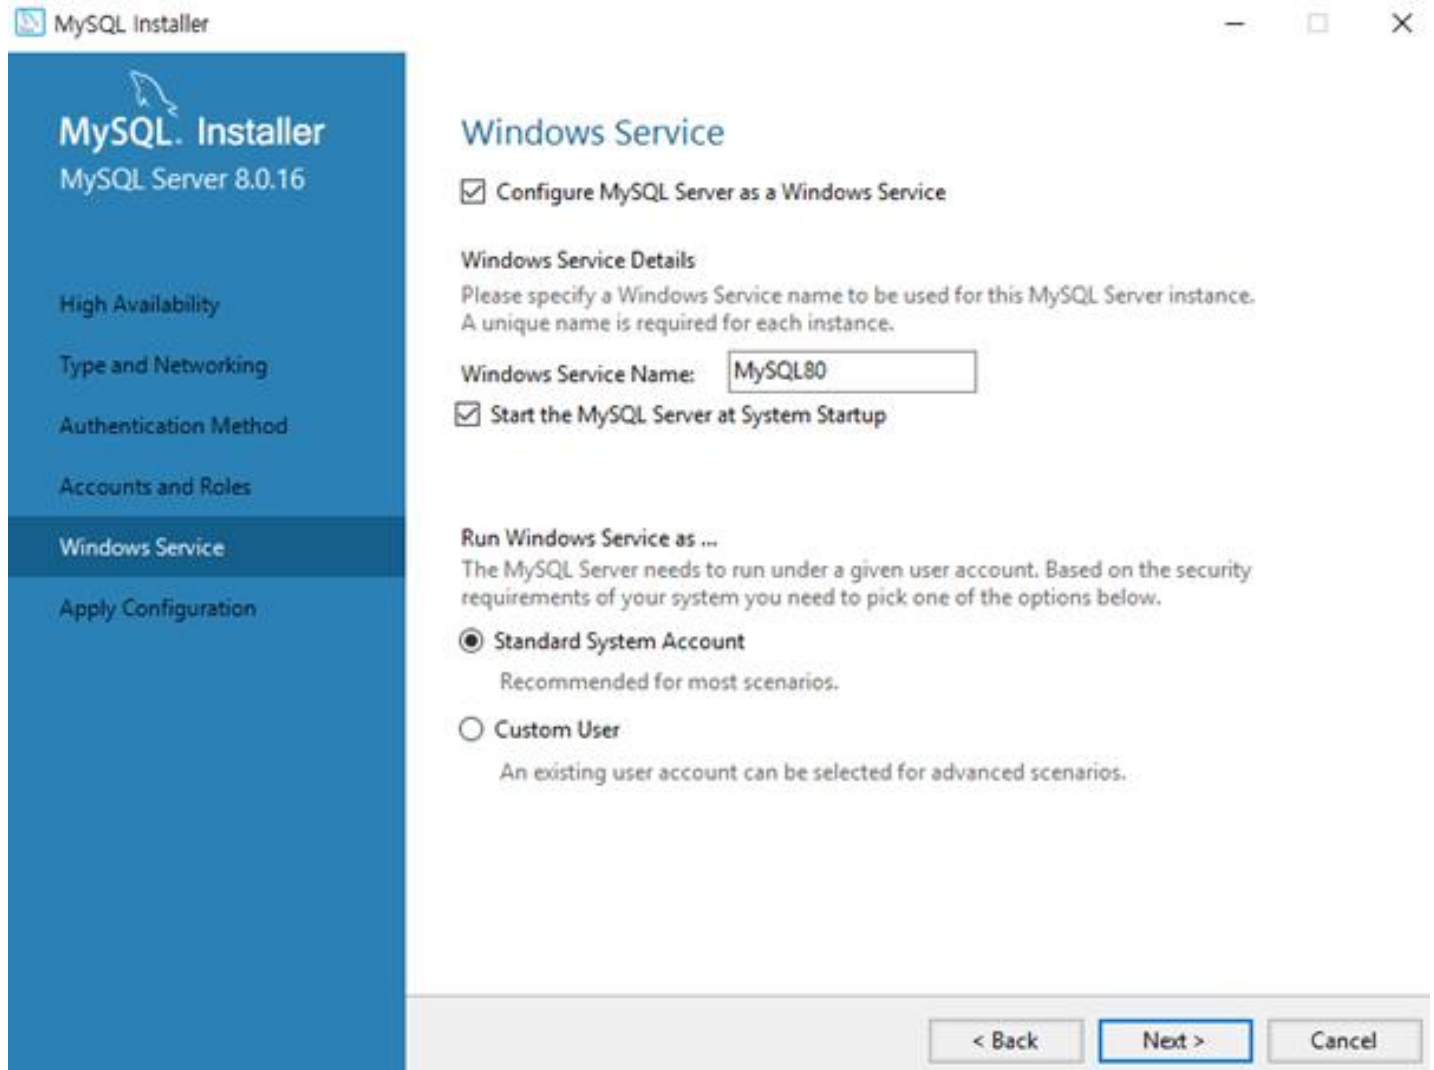 MySQL Installer
MySQL. Installer
MySQL Server 8.0.16
High Availability
Type and Networking
Authentication Method
Accounts and Roles
Windows Service
Apply Configuration
Windows Service
Configure MySQL Server as a Windows Service
Windows Service Details
Please specify a Windows Service name to be used for this MySQL Server instance.
A unique name is required for each instance.
Windows Service Name: MySQL80
Start the MySQL Server at System Startup
Run Windows Service as ...
The MySQL Server needs to run under a given user account. Based on the security
requirements of your system you need to pick one of the options below.
Standard System Account
Recommended for most scenarios.
Custom User
An existing user account can be selected for advanced scenarios.
< Back Next > Cancel